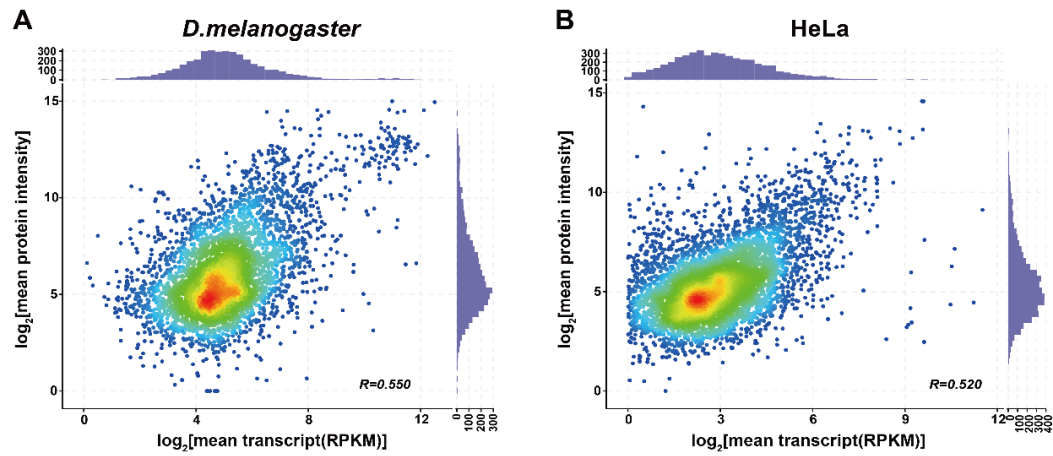 A
D.melanogaster
300
200
100
0
15
10
5
0
log2[mean protein intensity]
R=0.550
0 4 8 12
0 100 200 300
log2[mean transcript(RPKM)]
B
HeLa
300
200
100
0
15
10
5
0
log2[mean protein intensity]
R=0.520
0 3 6 9 12
0 100 200 300 400
log2[mean transcript(RPKM)]